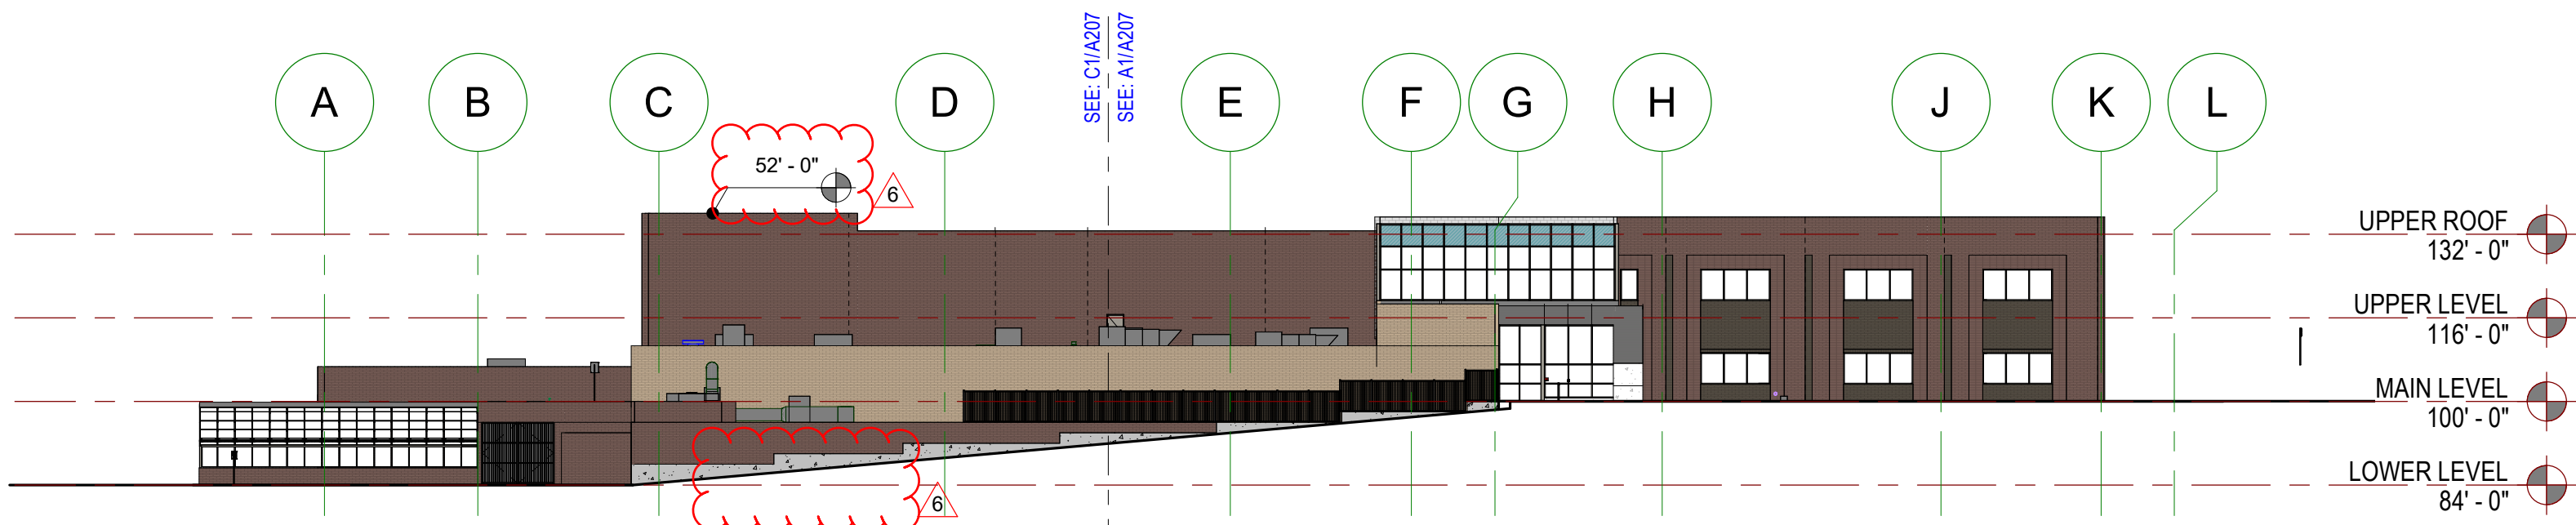 SEE: C1/A207
SEE: A1/A207
A
B
C
D
E
F
G
H
J
K
L
52' - 0"
6
UPPER ROOF
132' - 0"
UPPER LEVEL
116' - 0"
MAIN LEVEL
100' - 0"
LOWER LEVEL
84' - 0"
6